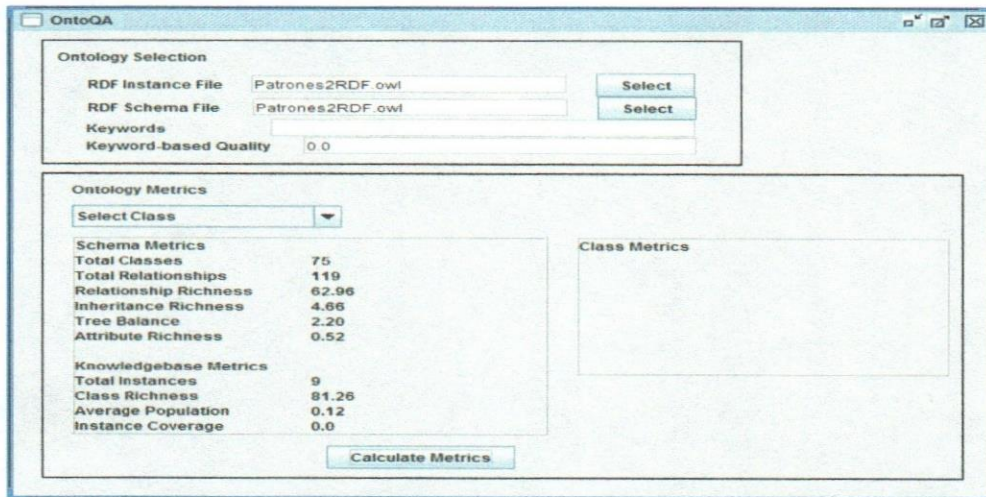 OntoQA
Ontology Selection
RDF Instance File Patrones2RDF.owl Select
RDF Schema File Patrones2RDF.owl Select
Keywords
Keyword-based Quality 0.0
Ontology Metrics
Select Class
Schema Metrics
Total Classes 75
Total Relationships 119
Relationship Richness 62.96
Inheritance Richness 4.66
Tree Balance 2.20
Attribute Richness 0.52
Knowledgebase Metrics
Total Instances 9
Class Richness 81.26
Average Population 0.12
Instance Coverage 0.0
Class Metrics
Calculate Metrics